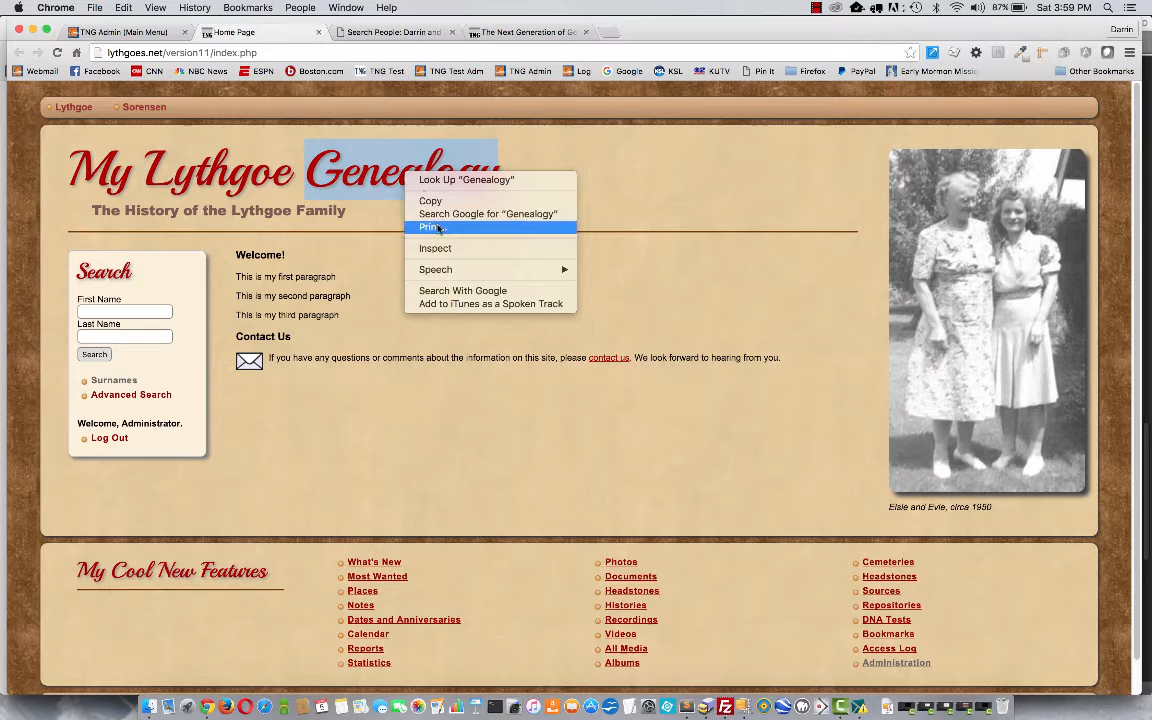 Chrome File Edit View History Bookmarks People Window Help 87% Sat 3:59 PM
TNG Admin (Main Menu) Home Page Search People: Darrin and The Next Generation of Ge Darrin
lythgoes.net/version11/index.php
Webmail Facebook CNN NBC News ESPN Boston.com TNG Test TNG Test Adm TNG Admin Log Google KSL KUTV Pin It Firefox PayPal Early Mormon Missi Other Bookmarks
Lythgoe Sorensen
My Lythgoe Genealogy
The History of the Lythgoe Family
Look Up “Genealogy”
Copy
Search Google for “Genealogy”
Print...
Inspect
Speech
Search With Google
Add to iTunes as a Spoken Track
Search
First Name
Last Name
Search
Surnames
Advanced Search
Welcome, Administrator.
Log Out
Welcome!
This is my first paragraph
This is my second paragraph
This is my third paragraph
Contact Us
If you have any questions or comments about the information on this site, please contact us. We look forward to hearing from you.
Elsie and Evie, circa 1950
My Cool New Features
What's New
Most Wanted
Places
Notes
Dates and Anniversaries
Calendar
Reports
Statistics
Photos
Documents
Headstones
Histories
Recordings
Videos
All Media
Albums
Cemeteries
Headstones
Sources
Repositories
DNA Tests
Bookmarks
Access Log
Administration